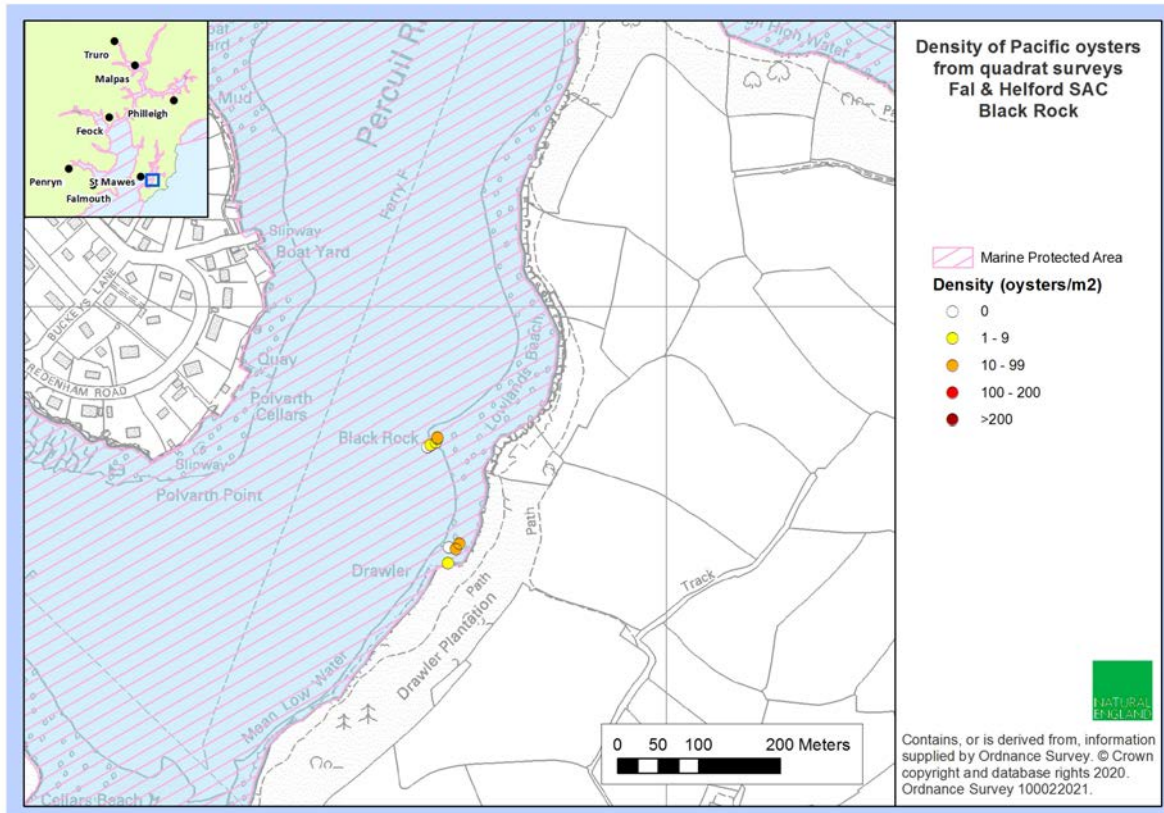 Density of Pacific oysters
from quadrat surveys
Fal & Helford SAC
Black Rock
Marine Protected Area
Density (oysters/m2)
0
1 - 9
10 - 99
100 - 200
>200
NATURAL
ENGLAND
Contains, or is derived from, information
supplied by Ordnance Survey. © Crown
copyright and database rights 2020.
Ordnance Survey 100022021.
Truro
Malpas
Philleigh
Feock
Penryn
St Mawes
Falmouth
Mud
Percuil R
High Water
Ferry F
Slipway
Boat Yard
BUCKEYS LANE
Quay
REDENHAM ROAD
Polvarth
Cellars
Lowlands Beach
Black Rock
Slipway
Polvarth Point
Path
Drawler
Path
Track
Drawler Plantation
Mean Low Water
Cellars Beach
0 50 100 200 Meters